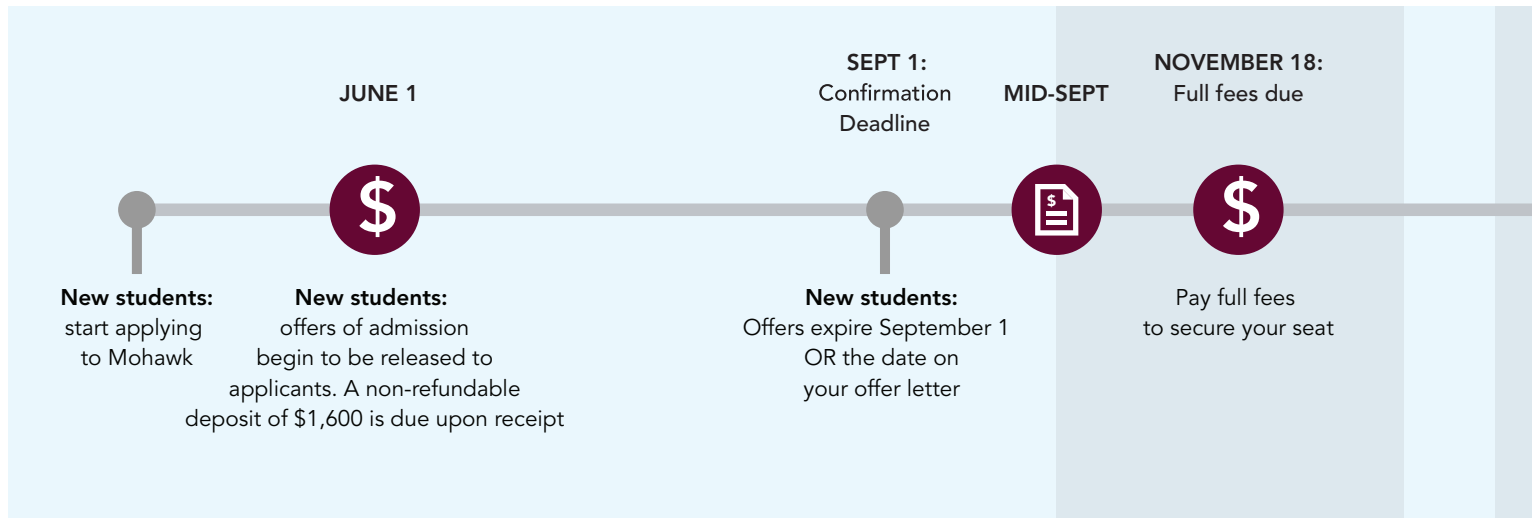 JUNE 1
SEPT 1:
Confirmation
Deadline
MID-SEPT
NOVEMBER 18:
Full fees due
$
$
$
New students:
start applying
to Mohawk
New students:
offers of admission
begin to be released to
applicants. A non-refundable
deposit of $1,600 is due upon receipt
New students:
Offers expire September 1
OR the date on
your offer letter
Pay full fees
to secure your seat